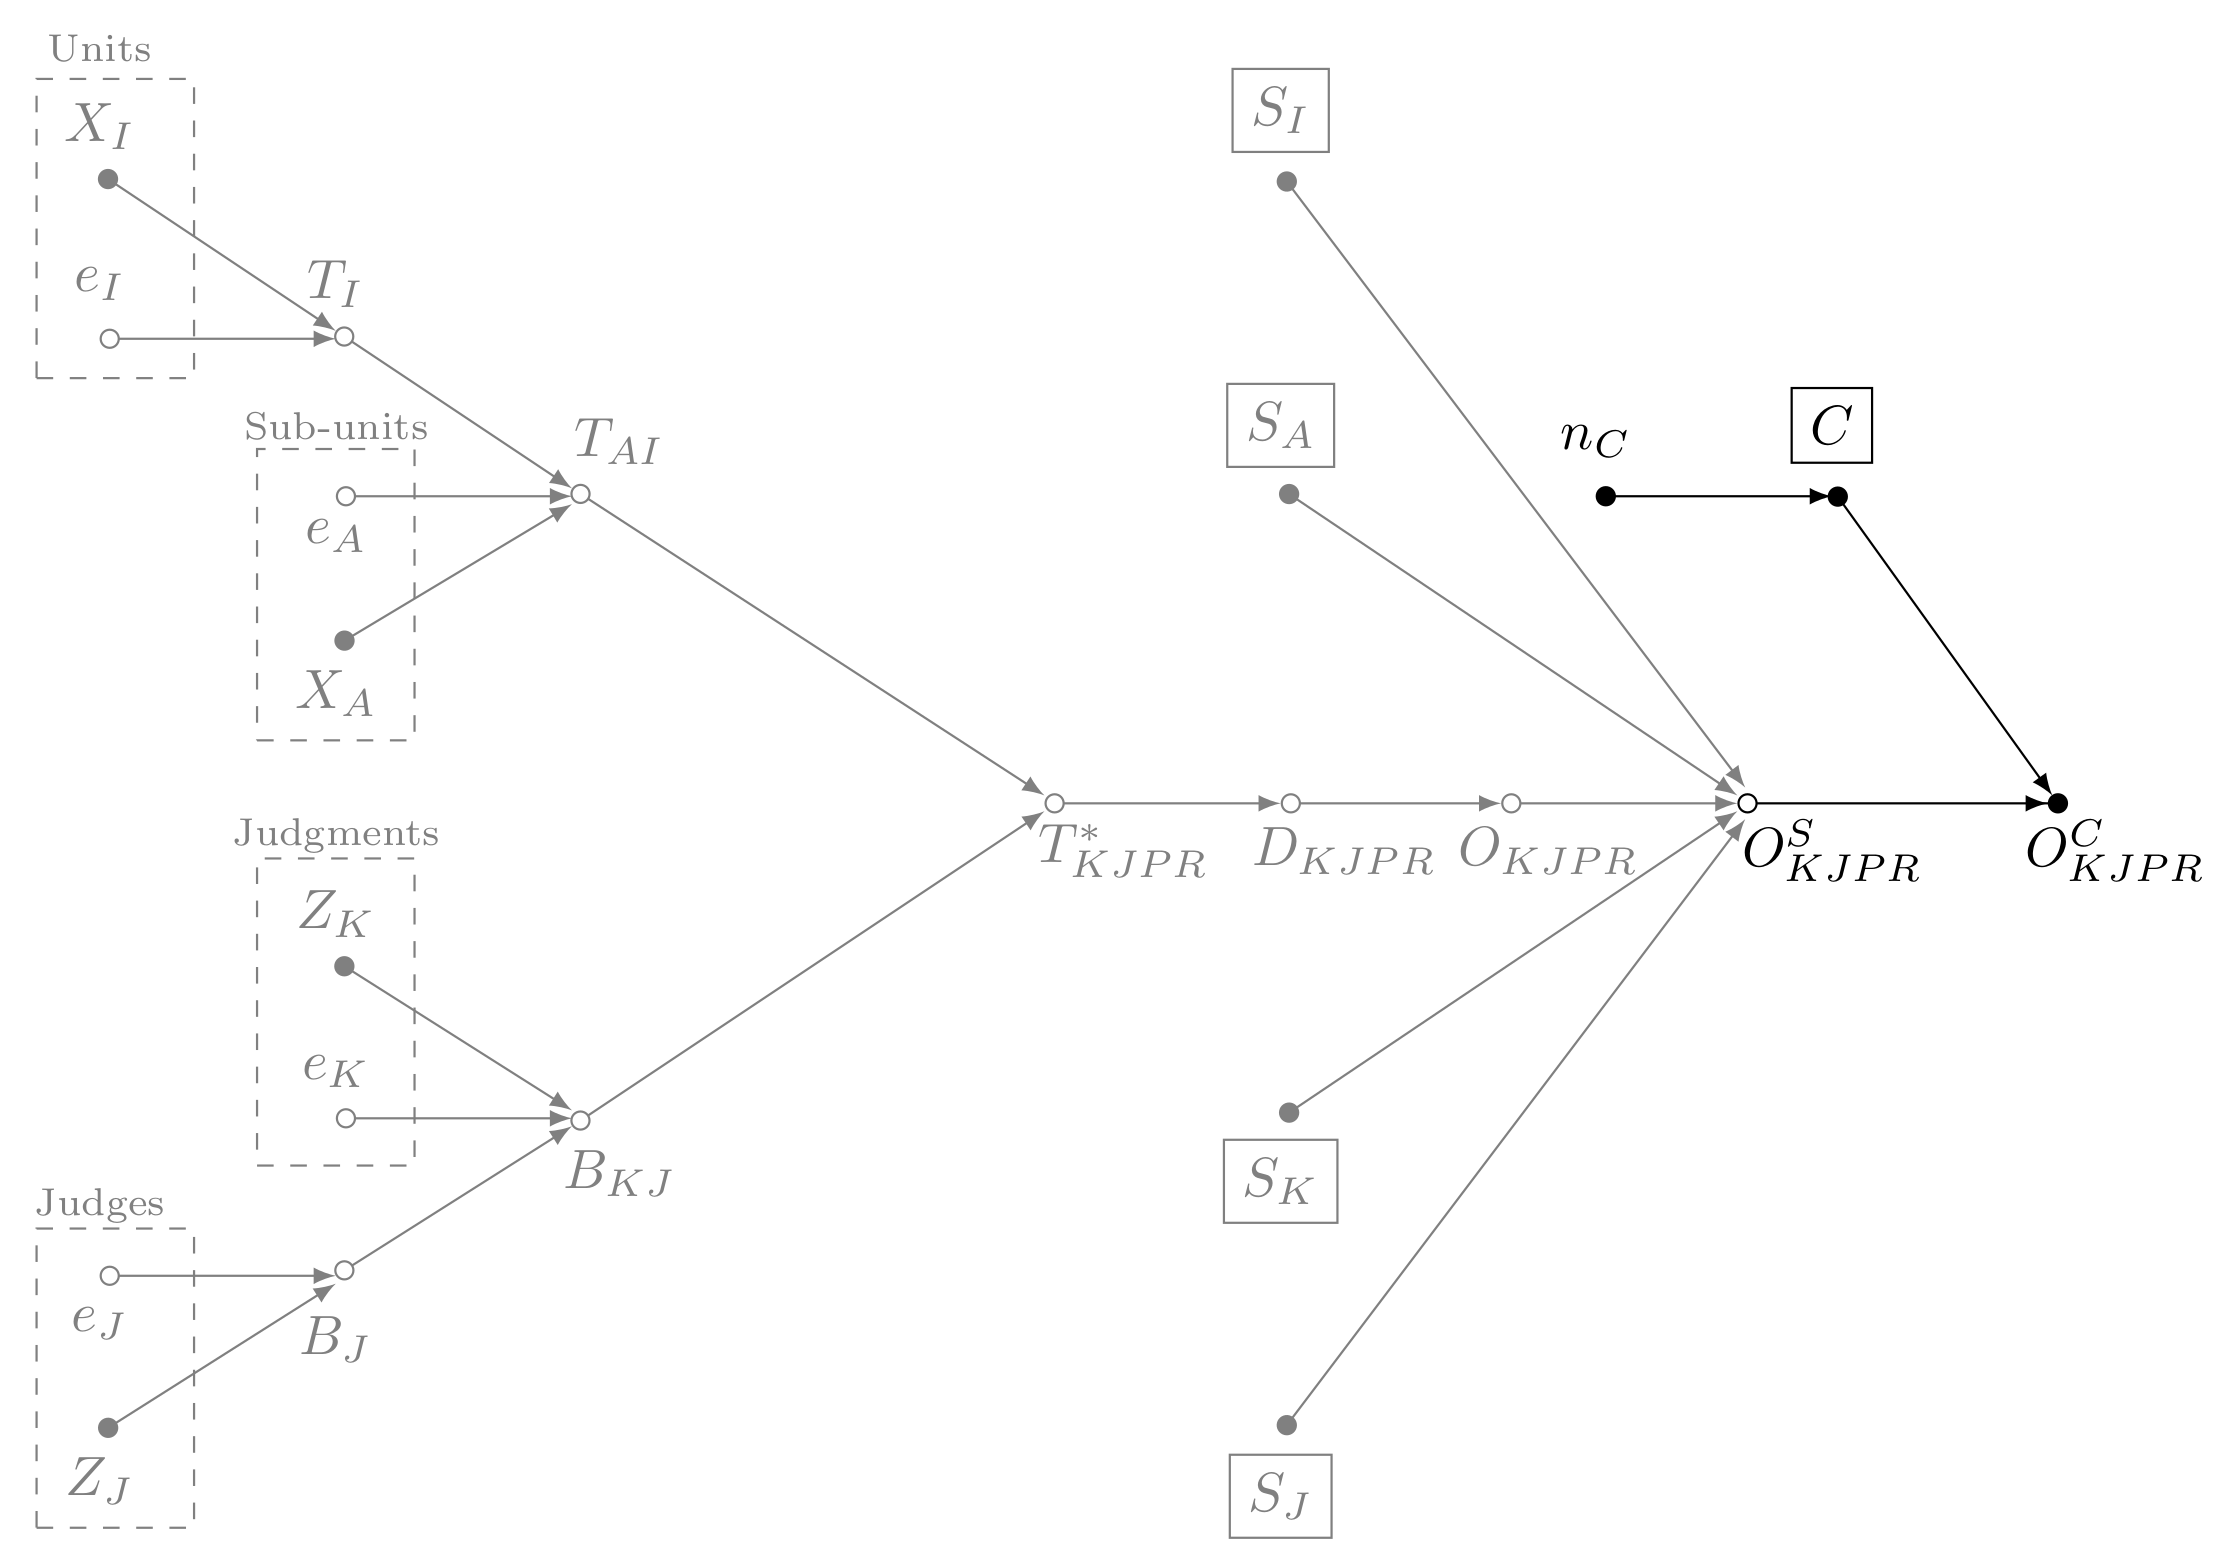 Units
X_I
S_I
e_I
T_I
Sub-units
T_{AI}
S_A
n_C
C
e_A
X_A
Judgments
T^*_{KJPR}
D_{KJPR}
O_{KJPR}
O^S_{KJPR}
O^C_{KJPR}
Z_K
e_K
B_{KJ}
S_K
Judges
e_J
B_J
Z_J
S_J